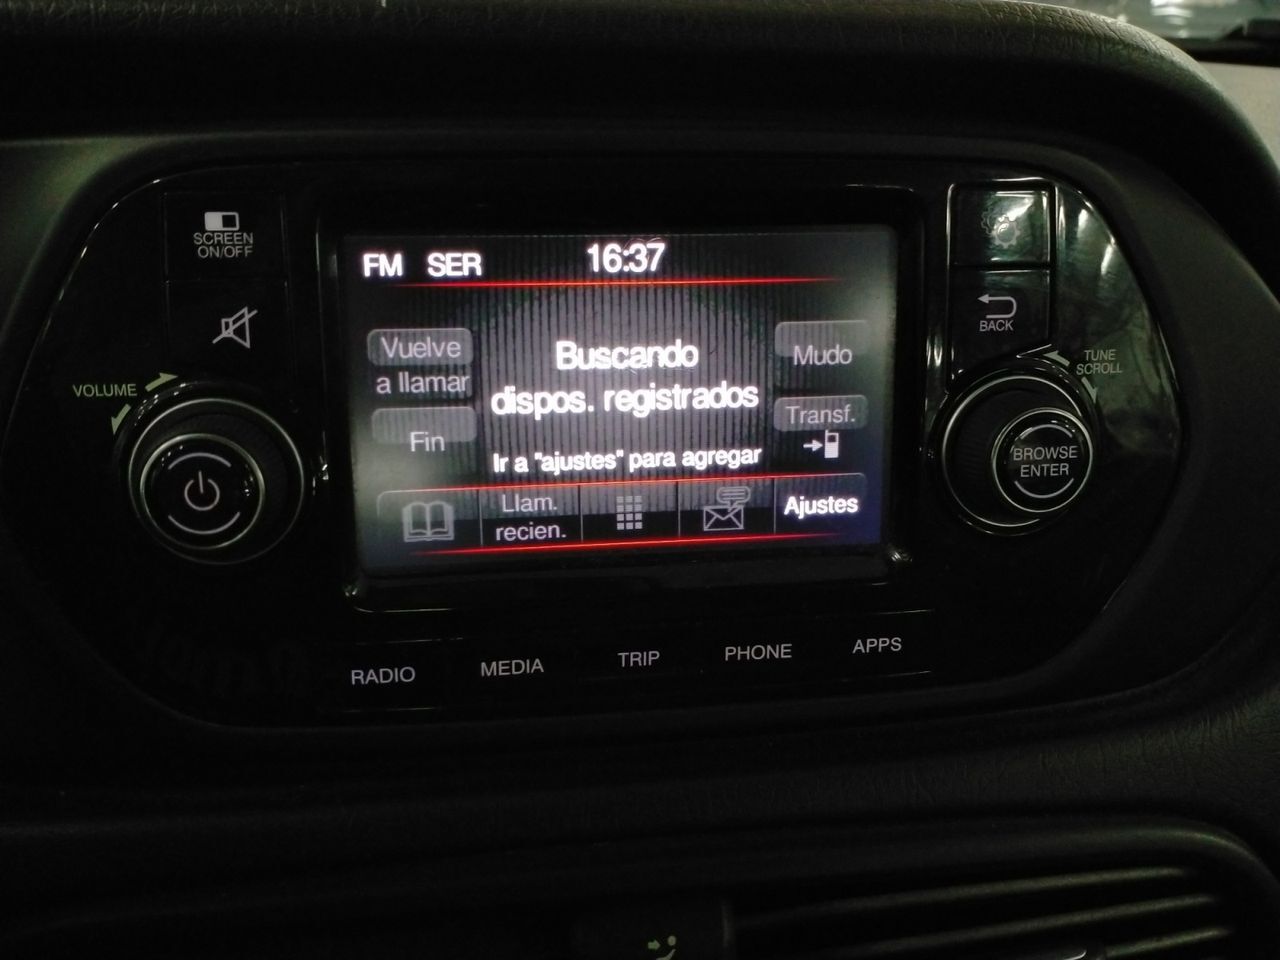 SCREEN
ON/OFF
VOLUME
FM SER 16:37
Vuelve
a llamar
Fin
Buscando
dispos. registrados
Ir a "ajustes" para agregar
Mudo
Transf.
Llam.
recien.
Ajustes
BACK
TUNE
SCROLL
BROWSE
ENTER
RADIO
MEDIA
TRIP
PHONE
APPS